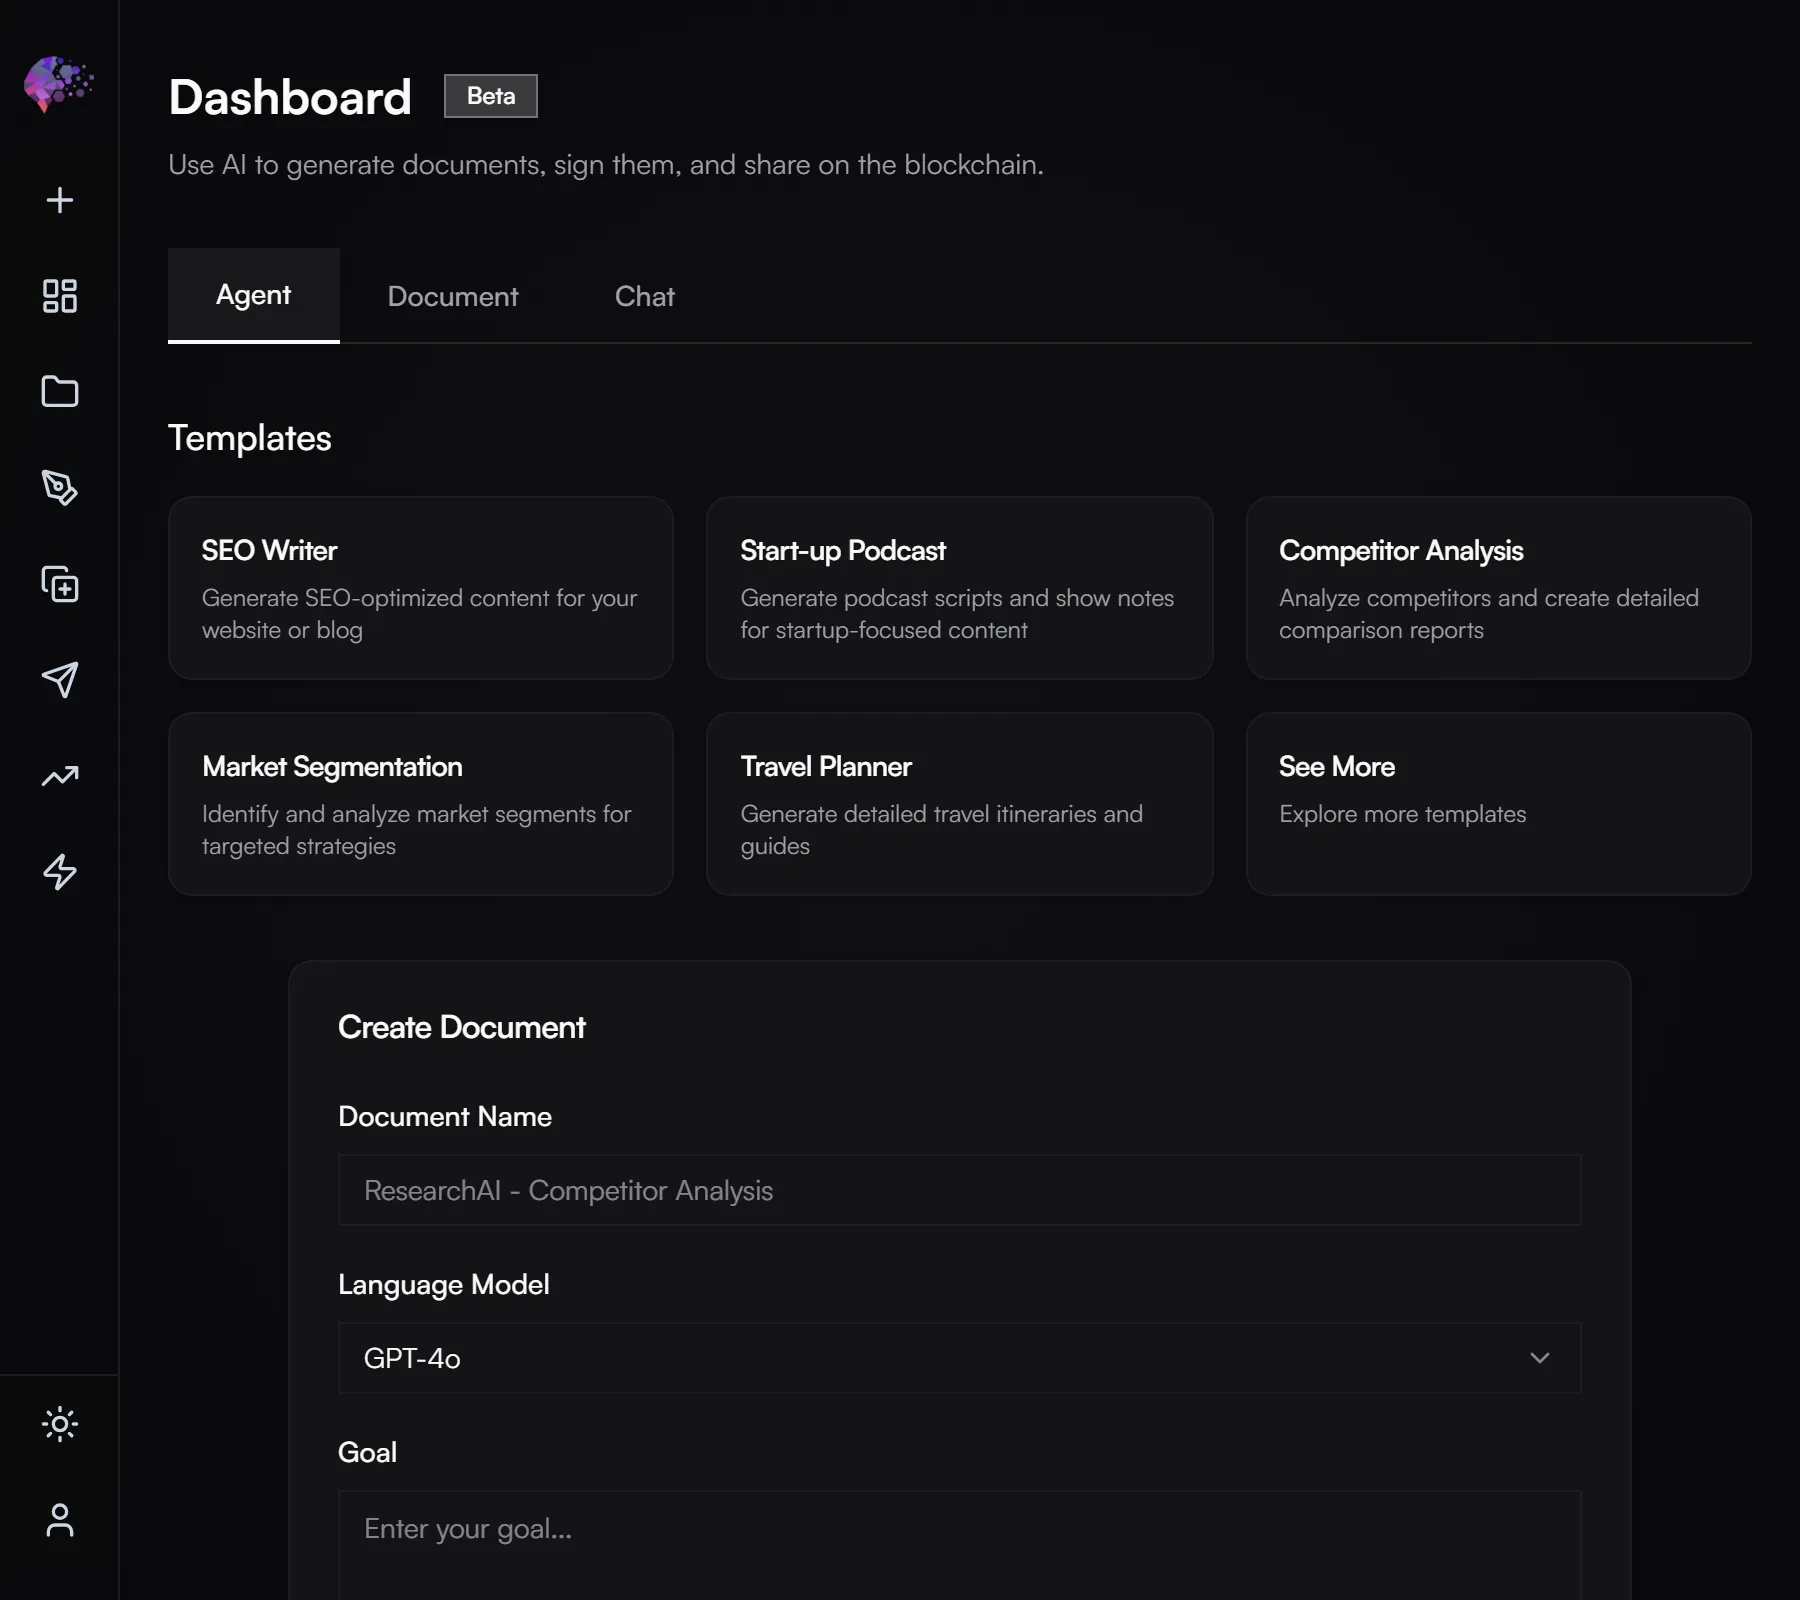 Dashboard
Beta
Use AI to generate documents, sign them, and share on the blockchain.
Agent
Document
Chat
Templates
SEO Writer
Generate SEO-optimized content for your
website or blog
Start-up Podcast
Generate podcast scripts and show notes
for startup-focused content
Competitor Analysis
Analyze competitors and create detailed
comparison reports
Market Segmentation
Identify and analyze market segments for
targeted strategies
Travel Planner
Generate detailed travel itineraries and
guides
See More
Explore more templates
Create Document
Document Name
ResearchAI - Competitor Analysis
Language Model
GPT-4o
Goal
Enter your goal...